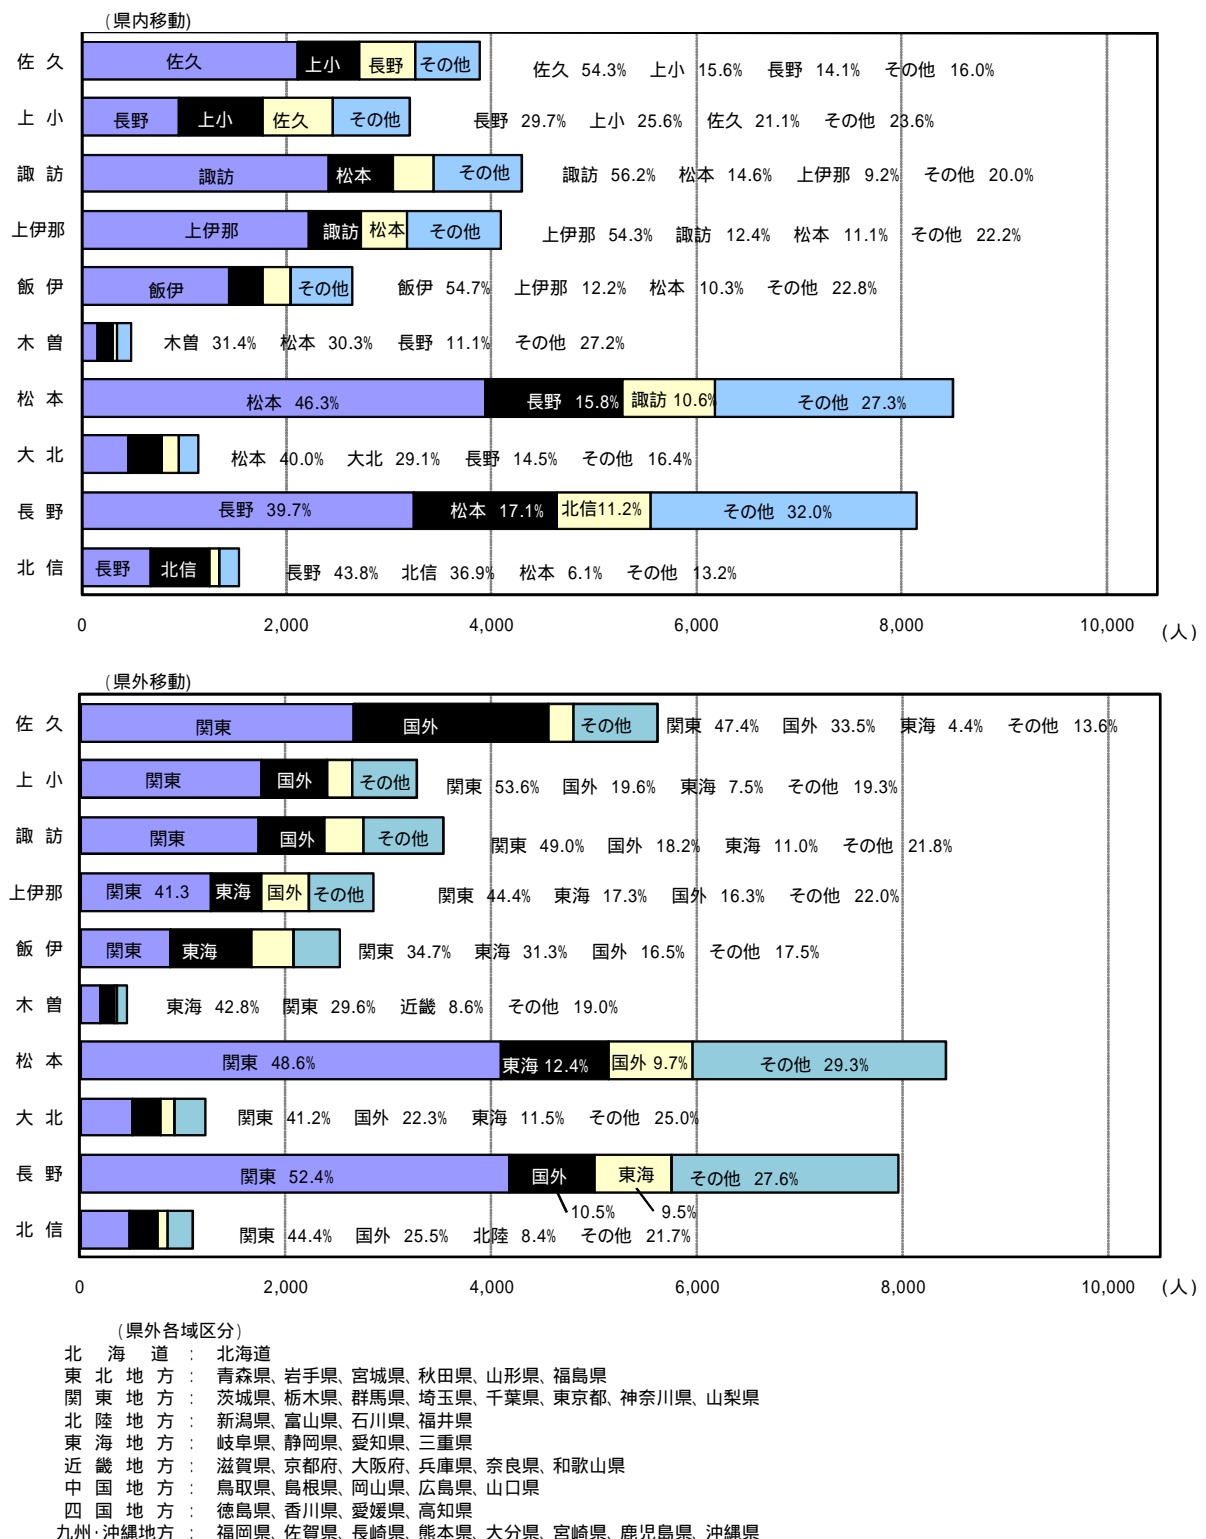 (県内移動)
佐久 佐久 上小 長野 その他 佐久 54.3% 上小 15.6% 長野 14.1% その他 16.0%
上小 長野 上小 佐久 その他 長野 29.7% 上小 25.6% 佐久 21.1% その他 23.6%
諏訪 諏訪 松本 その他 諏訪 56.2% 松本 14.6% 上伊那 9.2% その他 20.0%
上伊那 上伊那 諏訪 松本 その他 上伊那 54.3% 諏訪 12.4% 松本 11.1% その他 22.2%
飯伊 飯伊 その他 飯伊 54.7% 上伊那 12.2% 松本 10.3% その他 22.8%
木曽 木曽 31.4% 松本 30.3% 長野 11.1% その他 27.2%
松本 松本 46.3% 長野 15.8% 諏訪 10.6% その他 27.3%
大北 松本 40.0% 大北 29.1% 長野 14.5% その他 16.4%
長野 長野 39.7% 松本 17.1% 北信11.2% その他 32.0%
北信 長野 北信 長野 43.8% 北信 36.9% 松本 6.1% その他 13.2%
0 2,000 4,000 6,000 8,000 10,000 (人)
(県外移動)
佐久 関東 国外 その他 関東 47.4% 国外 33.5% 東海 4.4% その他 13.6%
上小 関東 国外 その他 関東 53.6% 国外 19.6% 東海 7.5% その他 19.3%
諏訪 関東 国外 その他 関東 49.0% 国外 18.2% 東海 11.0% その他 21.8%
上伊那 関東 41.3 東海 国外 その他 関東 44.4% 東海 17.3% 国外 16.3% その他 22.0%
飯伊 関東 東海 関東 34.7% 東海 31.3% 国外 16.5% その他 17.5%
木曽 東海 42.8% 関東 29.6% 近畿 8.6% その他 19.0%
松本 関東 48.6% 東海 12.4% 国外 9.7% その他 29.3%
大北 関東 41.2% 国外 22.3% 東海 11.5% その他 25.0%
長野 関東 52.4% 国外 東海 その他 27.6%
10.5% 9.5%
北信 関東 44.4% 国外 25.5% 北陸 8.4% その他 21.7%
0 2,000 4,000 6,000 8,000 10,000 (人)
(県外各域区分)
北海道 : 北海道
東北地方 : 青森県、岩手県、宮城県、秋田県、山形県、福島県
関東地方 : 茨城県、栃木県、群馬県、埼玉県、千葉県、東京都、神奈川県、山梨県
北陸地方 : 新潟県、富山県、石川県、福井県
東海地方 : 岐阜県、静岡県、愛知県、三重県
近畿地方 : 滋賀県、京都府、大阪府、兵庫県、奈良県、和歌山県
中国地方 : 鳥取県、島根県、岡山県、広島県、山口県
四国地方 : 徳島県、香川県、愛媛県、高知県
九州・沖縄地方 : 福岡県、佐賀県、長崎県、熊本県、大分県、宮崎県、鹿児島県、沖縄県